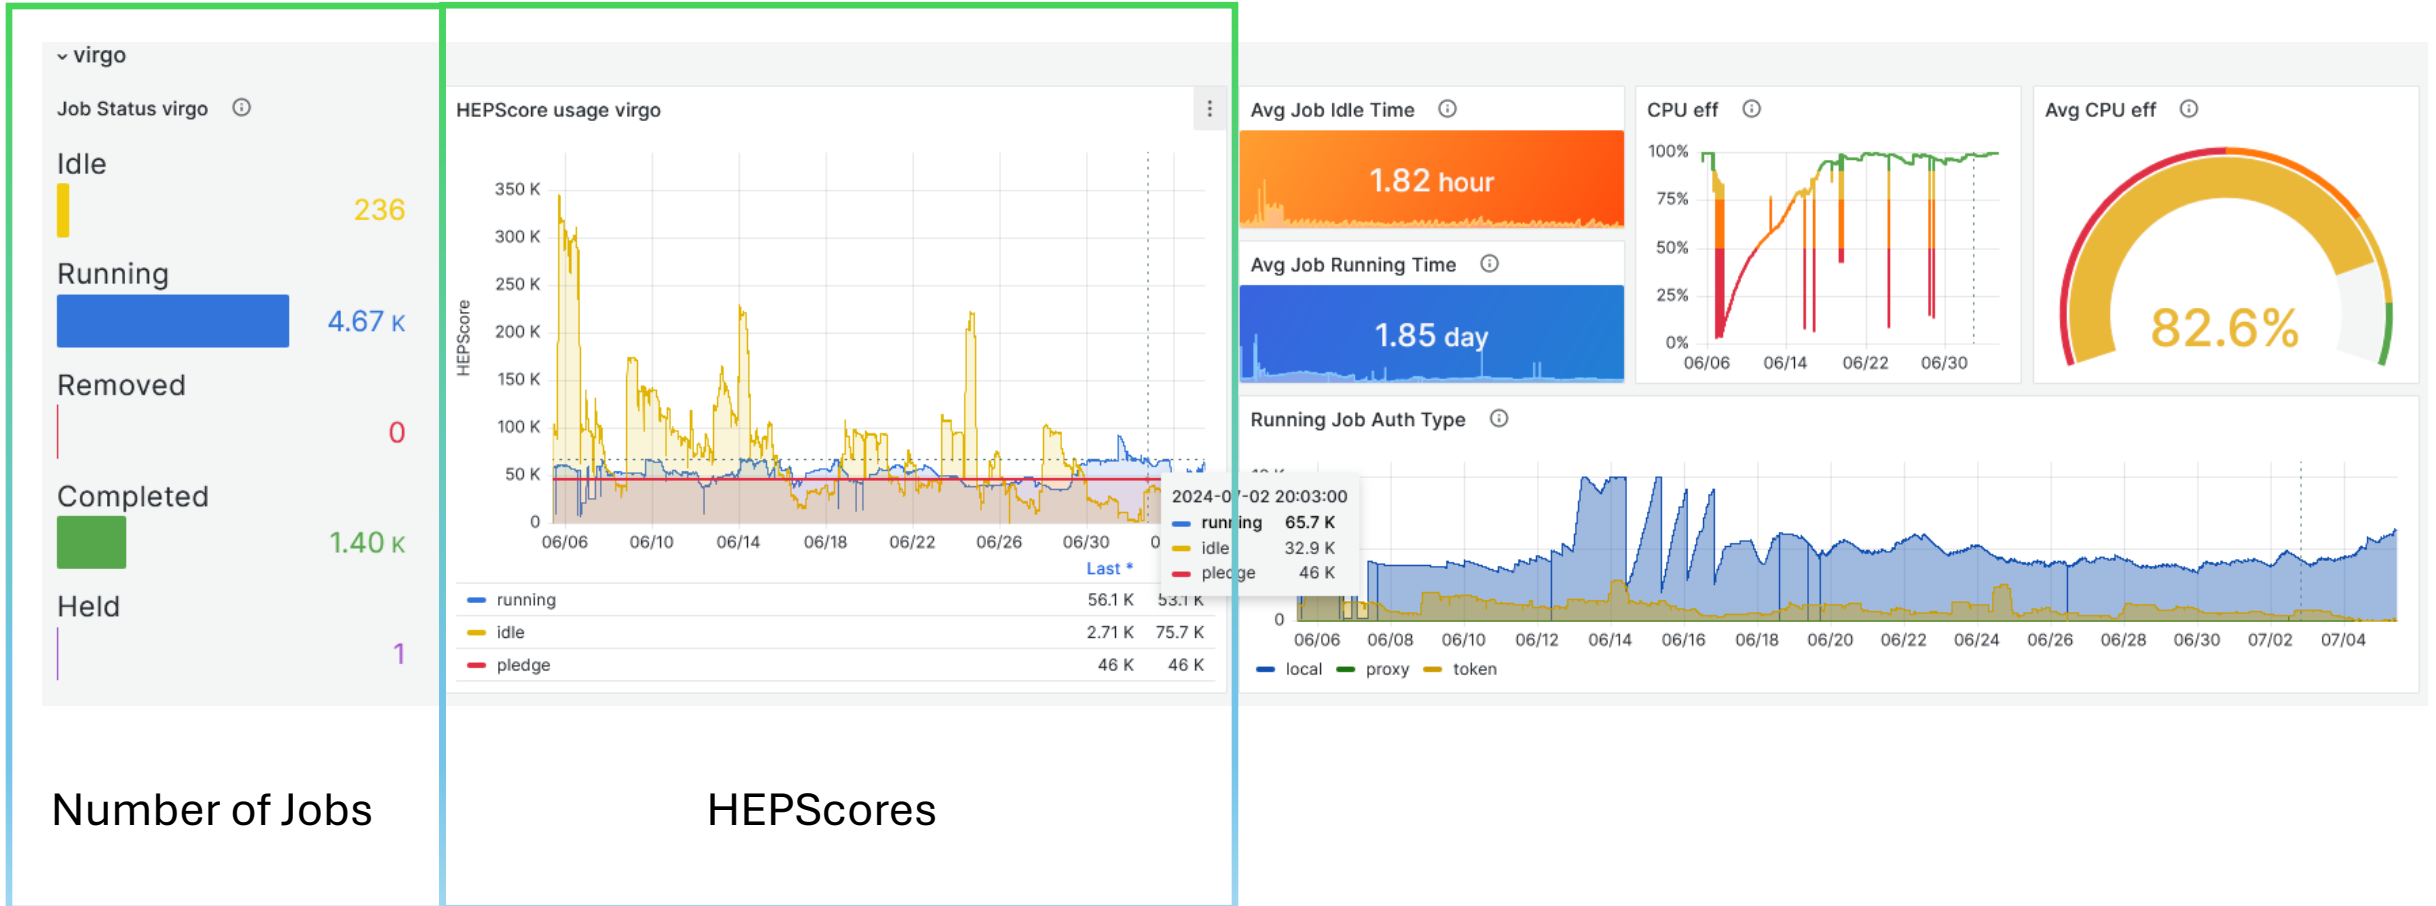 virgo
Job Status virgo
Idle
236
Running
4.67 K
Removed
0
Completed
1.40 K
Held
1
Number of Jobs
HEPScore usage virgo
HEPScore
350 K
300 K
250 K
200 K
150 K
100 K
50 K
0
06/06 06/10 06/14 06/18 06/22 06/26 06/30
Last *
running 56.1 K 53.1 K
idle 2.71 K 75.7 K
pledge 46 K 46 K
2024-07-02 20:03:00
running 65.7 K
idle 32.9 K
pledge 46 K
HEPScores
Avg Job Idle Time
1.82 hour
Avg Job Running Time
1.85 day
CPU eff
100%
75%
50%
25%
0%
06/06 06/14 06/22 06/30
Avg CPU eff
82.6%
Running Job Auth Type
0
06/06 06/08 06/10 06/12 06/14 06/16 06/18 06/20 06/22 06/24 06/26 06/28 06/30 07/02 07/04
local proxy token